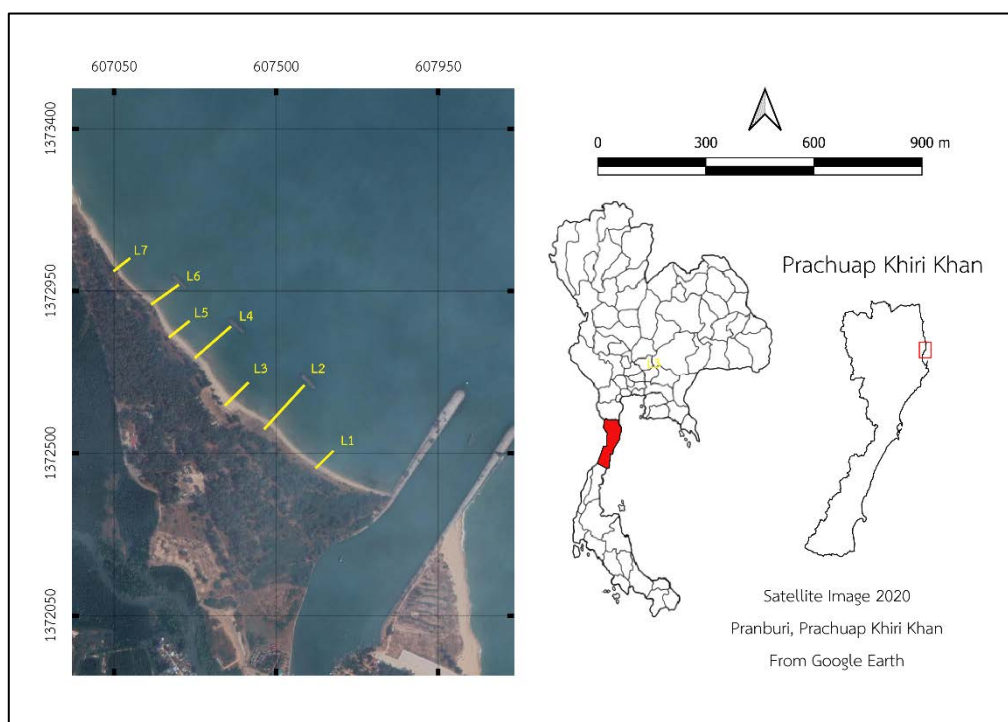 607050
607500
607950
1373400
1372950
1372500
1372050
L7
L6
L5
L4
L3
L2
L1
0
300
600
900 m
Prachuap Khiri Khan
Satellite Image 2020
Pranburi, Prachuap Khiri Khan
From Google Earth